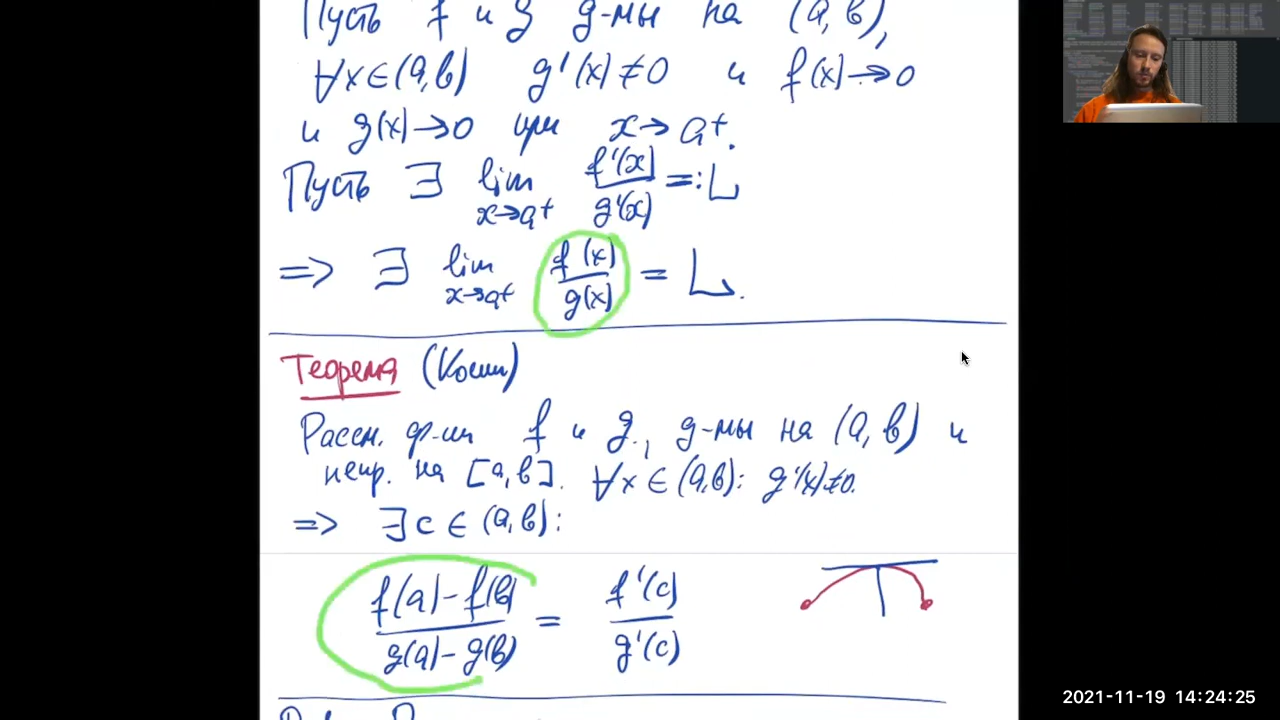 Пусть f и g д-мы на (a, b),
∀x∈(a,b) g'(x)≠0 и f(x)→0
и g(x)→0 при x→a+.
Пусть ∃ lim x→a+ f'(x)/g'(x) =: L
=> ∃ lim x→a+ f(x)/g(x) = L.
Теорема (Коши)
Рассм. ф-ии f и g, д-мы на (a, b) и
непр. на [a,b]. ∀x∈(a,b): g'(x)≠0.
=> ∃c∈(a,b):
f(a)-f(b)/g(a)-g(b) = f'(c)/g'(c)
2021-11-19 14:24:25